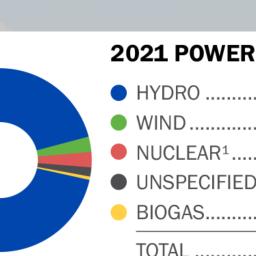 2021 POWER
HYDRO ..........
WIND ............
NUCLEAR¹.....
UNSPECIFIED
BIOGAS.........
TOTAL ..........